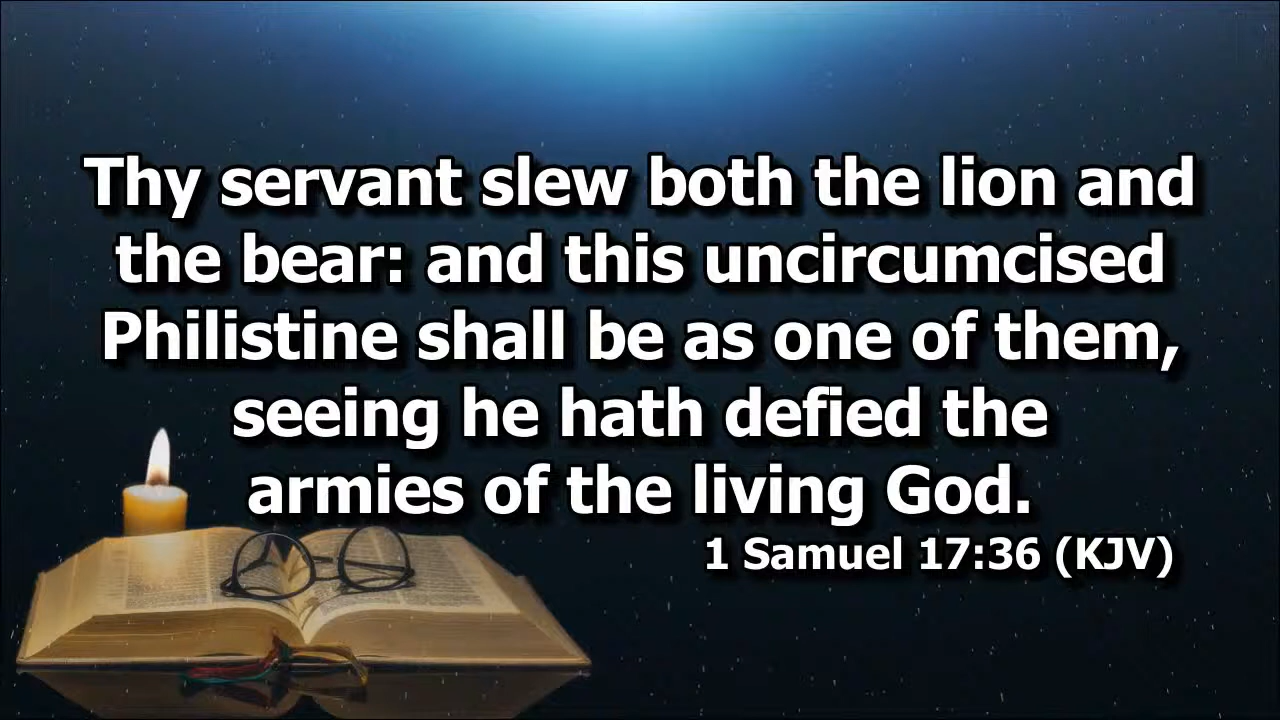 Thy servant slew both the lion and
the bear: and this uncircumcised
Philistine shall be as one of them,
seeing he hath defied the
armies of the living God.
1 Samuel 17:36 (KJV)